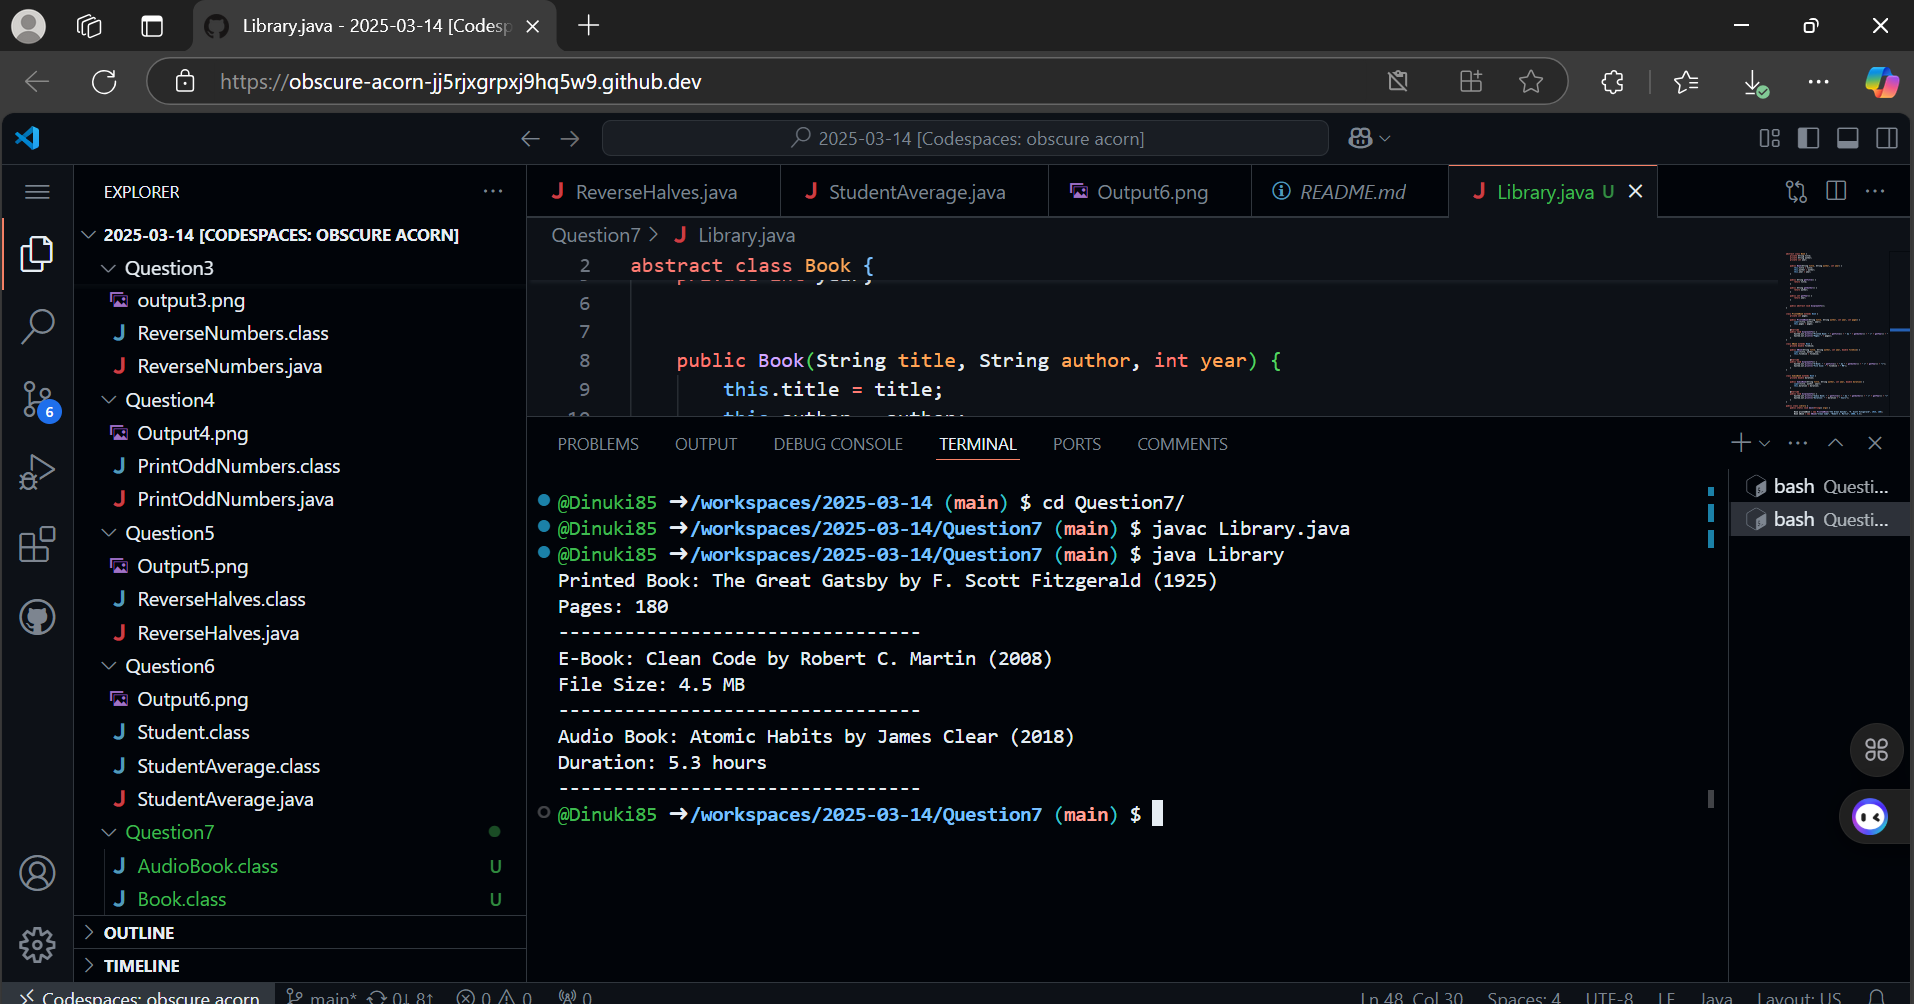 Library.java - 2025-03-14 [Codesp
https://obscure-acorn-jj5rjxgrpxj9hq5w9.github.dev
2025-03-14 [Codespaces: obscure acorn]
EXPLORER
2025-03-14 [CODESPACES: OBSCURE ACORN]
Question3
output3.png
ReverseNumbers.class
ReverseNumbers.java
Question4
Output4.png
PrintOddNumbers.class
PrintOddNumbers.java
Question5
Output5.png
ReverseHalves.class
ReverseHalves.java
Question6
Output6.png
Student.class
StudentAverage.class
StudentAverage.java
Question7
AudioBook.class U
Book.class U
OUTLINE
TIMELINE
6
ReverseHalves.java
StudentAverage.java
Output6.png
README.md
Library.java U
Question7 > Library.java
2 abstract class Book {
private int year;
6
7
8 public Book(String title, String author, int year) {
9 this.title = title;
10 this.author = author;
PROBLEMS OUTPUT DEBUG CONSOLE TERMINAL PORTS COMMENTS
@Dinuki85 ➜/workspaces/2025-03-14 (main) $ cd Question7/
@Dinuki85 ➜/workspaces/2025-03-14/Question7 (main) $ javac Library.java
@Dinuki85 ➜/workspaces/2025-03-14/Question7 (main) $ java Library
Printed Book: The Great Gatsby by F. Scott Fitzgerald (1925)
Pages: 180
---------------------------------
E-Book: Clean Code by Robert C. Martin (2008)
File Size: 4.5 MB
---------------------------------
Audio Book: Atomic Habits by James Clear (2018)
Duration: 5.3 hours
---------------------------------
@Dinuki85 ➜/workspaces/2025-03-14/Question7 (main) $
bash Questi...
bash Questi...
Codespaces: obscure acorn main* 0↓ 8↑ 0 0 0 Ln 48, Col 30 Spaces: 4 UTF-8 LF Java Layout: US